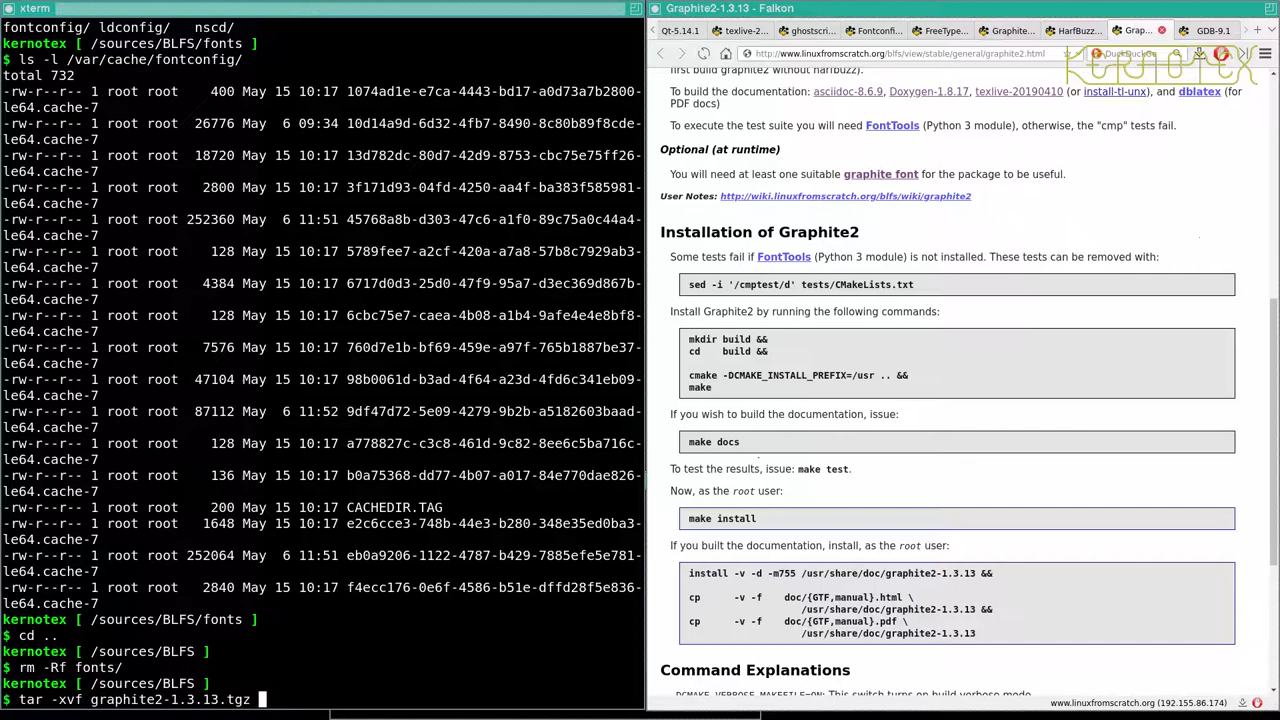 xterm
fontconfig/ ldconfig/   nscd/
kernotex [ /sources/BLFS/fonts ]
$ ls -l /var/cache/fontconfig/
total 732
-rw-r--r-- 1 root root    400 May 15 10:17 1074ad1e-e7ca-4443-bd17-a0d73a7b2800-
le64.cache-7
-rw-r--r-- 1 root root  26776 May  6 09:34 10d14a9d-6d32-4fb7-8490-8c80b89f8cde-
le64.cache-7
-rw-r--r-- 1 root root  18720 May 15 10:17 13d782dc-80d7-42d9-8753-cbc75e75ff26-
le64.cache-7
-rw-r--r-- 1 root root   2800 May 15 10:17 3f171d93-04fd-4250-aa4f-ba383f585981-
le64.cache-7
-rw-r--r-- 1 root root 252360 May  6 11:51 45768a8b-d303-47c6-a1f0-89c75a0c44a4-
le64.cache-7
-rw-r--r-- 1 root root    128 May 15 10:17 5789fee7-a2cf-420a-a7a8-57b8c7929ab3-
le64.cache-7
-rw-r--r-- 1 root root   4384 May 15 10:17 6717d0d3-25d0-47f9-95a7-d3ec369d867b-
le64.cache-7
-rw-r--r-- 1 root root    128 May 15 10:17 6cbc75e7-caea-4b08-a1b4-9afe4e4e8bf8-
le64.cache-7
-rw-r--r-- 1 root root   7576 May 15 10:17 760d7e1b-bf69-459e-a97f-765b1887be37-
le64.cache-7
-rw-r--r-- 1 root root  47104 May 15 10:17 98b0061d-b3ad-4f64-a23d-4fd6c341eb09-
le64.cache-7
-rw-r--r-- 1 root root  87112 May  6 11:52 9df47d72-5e09-4279-9b2b-a5182603baad-
le64.cache-7
-rw-r--r-- 1 root root    128 May 15 10:17 a778827c-c3c8-461d-9c82-8ee6c5ba716c-
le64.cache-7
-rw-r--r-- 1 root root    136 May 15 10:17 b0a75368-dd77-4b07-a017-84e770dae826-
le64.cache-7
-rw-r--r-- 1 root root    200 May 15 10:17 CACHEDIR.TAG
-rw-r--r-- 1 root root   1648 May 15 10:17 e2c6cce3-748b-44e3-b280-348e35ed0ba3-
le64.cache-7
-rw-r--r-- 1 root root 252064 May  6 11:51 eb0a9206-1122-4787-b429-7885efe5e781-
le64.cache-7
-rw-r--r-- 1 root root   2840 May 15 10:17 f4ecc176-0e6f-4586-b51e-dffd28f5e836-
le64.cache-7
kernotex [ /sources/BLFS/fonts ]
$ cd ..
kernotex [ /sources/BLFS ]
$ rm -Rf fonts/
kernotex [ /sources/BLFS ]
$ tar -xvf graphite2-1.3.13.tgz
Graphite2-1.3.13 - Falkon
Qt-5.14.1 texlive-2... ghostscri... Fontconfi... FreeType... Graphite... HarfBuzz... Grap... GDB-9.1
http://www.linuxfromscratch.org/blfs/view/stable/general/graphite2.html DuckDuckGo
KERNOTEX
first build graphite2 without harfbuzz).
To build the documentation: asciidoc-8.6.9, Doxygen-1.8.17, texlive-20190410 (or install-tl-unx), and dblatex (for
PDF docs)
To execute the test suite you will need FontTools (Python 3 module), otherwise, the "cmp" tests fail.
Optional (at runtime)
You will need at least one suitable graphite font for the package to be useful.
User Notes: http://wiki.linuxfromscratch.org/blfs/wiki/graphite2
Installation of Graphite2
Some tests fail if FontTools (Python 3 module) is not installed. These tests can be removed with:
sed -i '/cmptest/d' tests/CMakeLists.txt
Install Graphite2 by running the following commands:
mkdir build &&
cd    build &&
cmake -DCMAKE_INSTALL_PREFIX=/usr .. &&
make
If you wish to build the documentation, issue:
make docs
To test the results, issue: make test.
Now, as the root user:
make install
If you built the documentation, install, as the root user:
install -v -d -m755 /usr/share/doc/graphite2-1.3.13 &&
cp      -v -f    doc/{GTF,manual}.html \
/usr/share/doc/graphite2-1.3.13 &&
cp      -v -f    doc/{GTF,manual}.pdf \
/usr/share/doc/graphite2-1.3.13
Command Explanations
-DCMAKE_VERBOSE_MAKEFILE=ON: This switch turns on build verbose mode.
www.linuxfromscratch.org (192.155.86.174)